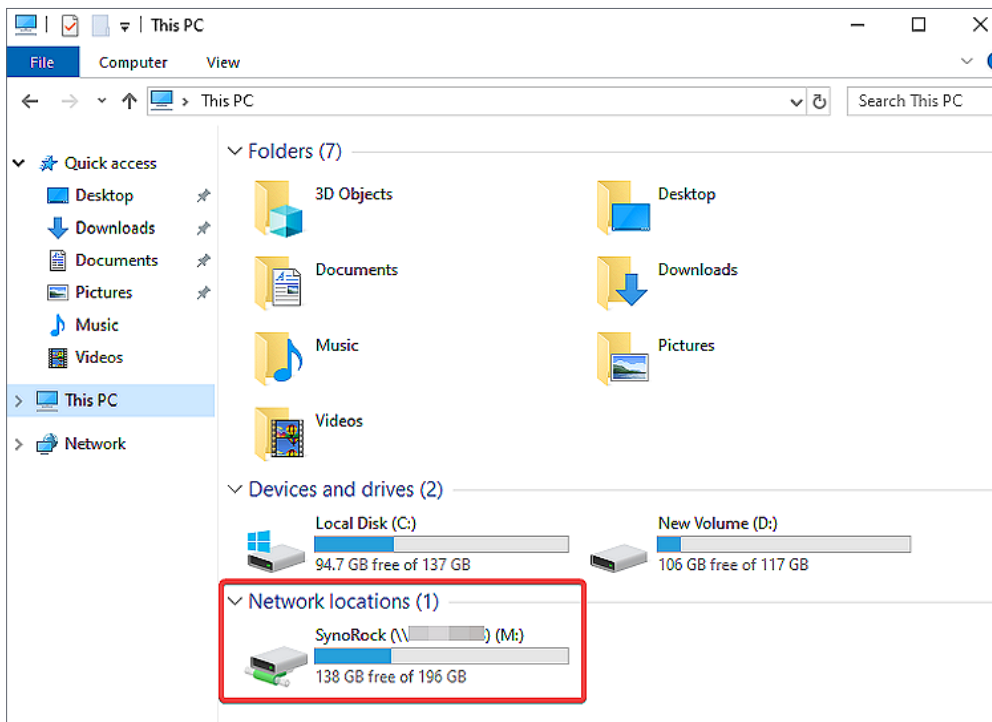 This PC
File Computer View
This PC
Search This PC
Quick access
Desktop
Downloads
Documents
Pictures
Music
Videos
This PC
Network
Folders (7)
3D Objects
Desktop
Documents
Downloads
Music
Pictures
Videos
Devices and drives (2)
Local Disk (C:)
94.7 GB free of 137 GB
New Volume (D:)
106 GB free of 117 GB
Network locations (1)
SynoRock (\\ ) (M:)
138 GB free of 196 GB